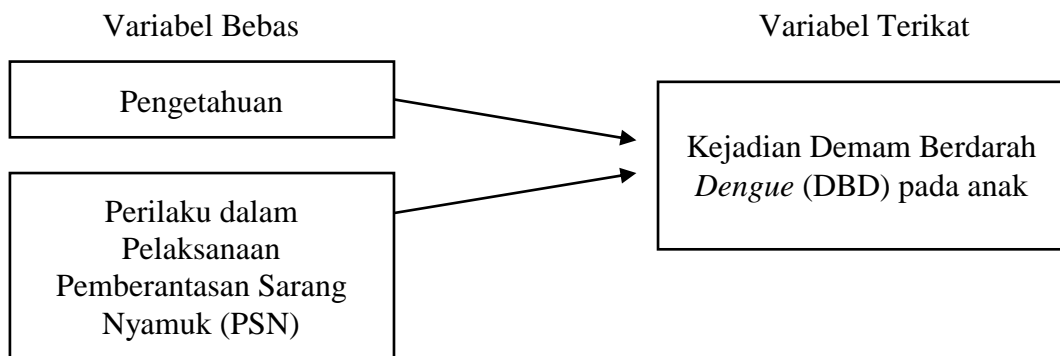 Variabel Bebas
Variabel Terikat
Pengetahuan
Kejadian Demam Berdarah
Dengue (DBD) pada anak
Perilaku dalam
Pelaksanaan
Pemberantasan Sarang
Nyamuk (PSN)